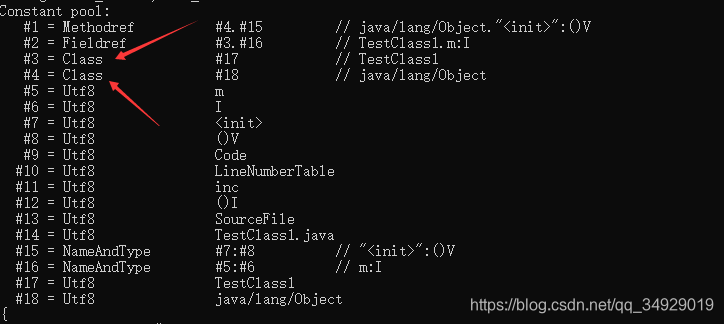 Constant pool:
#1 = Methodref #4.#15 // java/lang/Object."<init>":()V
#2 = Fieldref #3.#16 // TestClass1.m:I
#3 = Class #17 // TestClass1
#4 = Class #18 // java/lang/Object
#5 = Utf8 m
#6 = Utf8 I
#7 = Utf8 <init>
#8 = Utf8 ()V
#9 = Utf8 Code
#10 = Utf8 LineNumberTable
#11 = Utf8 inc
#12 = Utf8 ()I
#13 = Utf8 SourceFile
#14 = Utf8 TestClass1.java
#15 = NameAndType #7:#8 // "<init>":()V
#16 = NameAndType #5:#6 // m:I
#17 = Utf8 TestClass1
#18 = Utf8 java/lang/Object
{
https://blog.csdn.net/qq_34929019